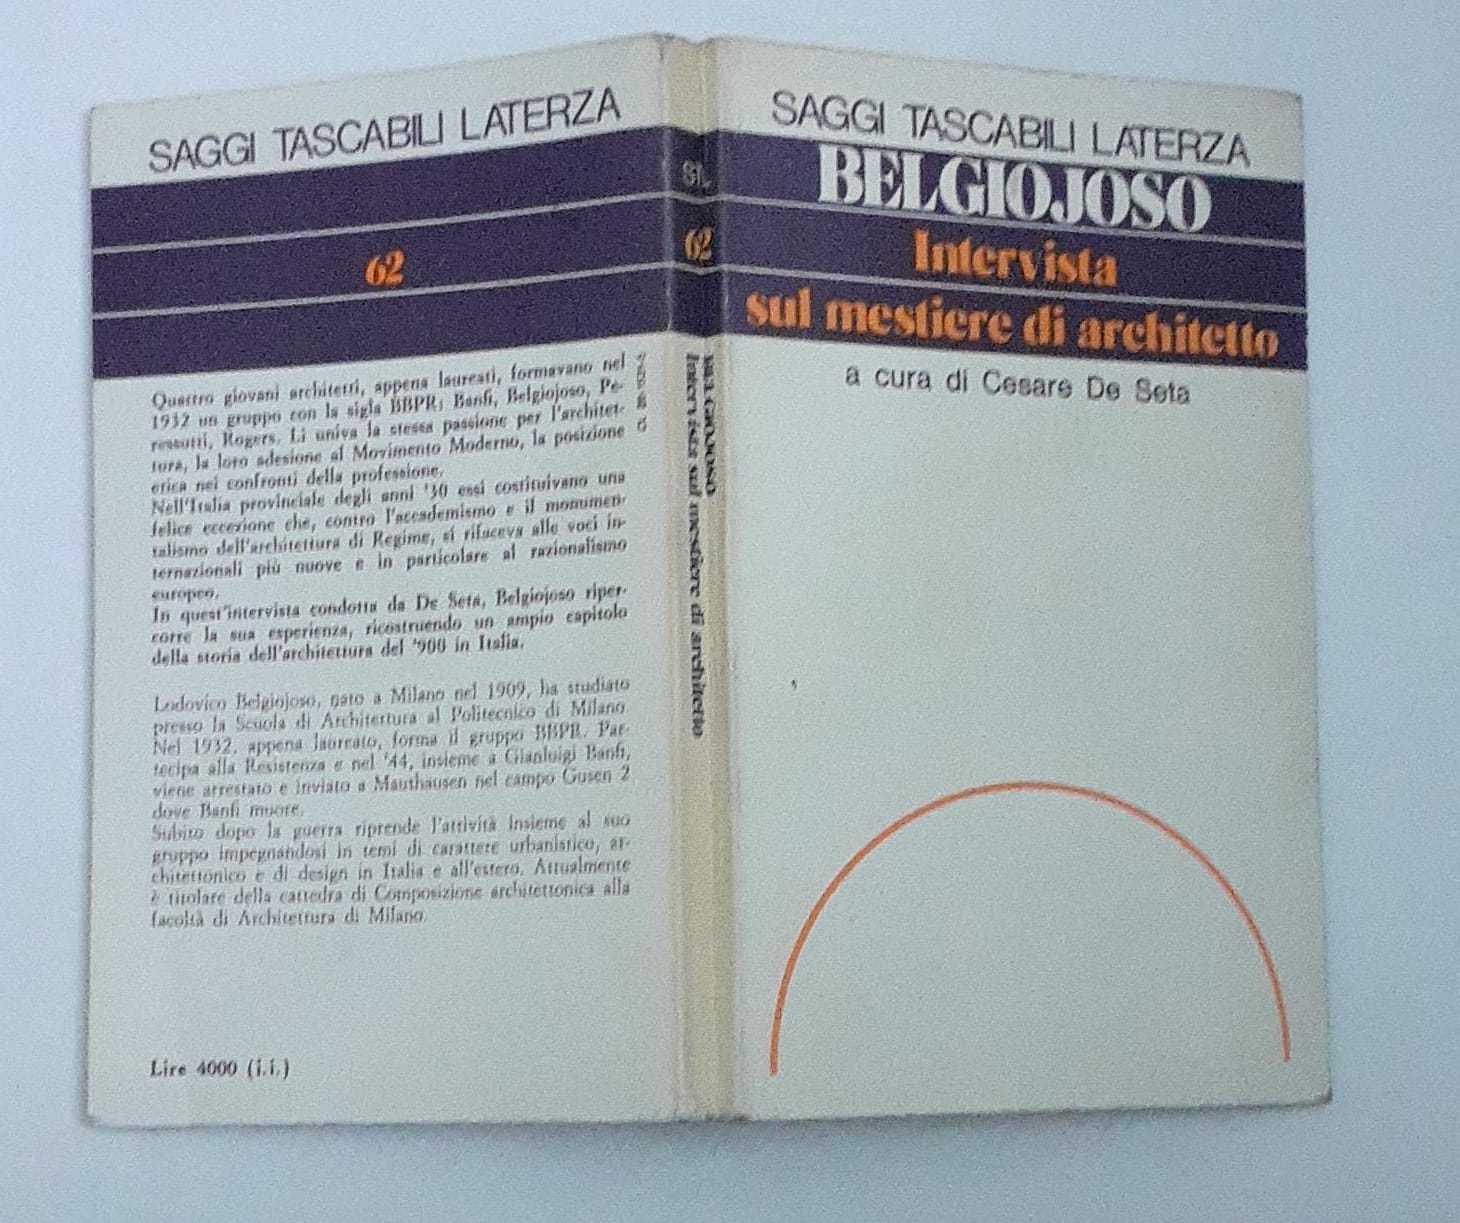 SAGGI TASCABILI LATERZA
62
Quattro giovani architetti, appena laureati, formavano nel
1932 un gruppo con la sigla BBPR: Banfi, Belgiojoso, Pe-
ressutti, Rogers. Li univa la stessa passione per l'architet-
tura, la loro adesione al Movimento Moderno, la posizione
etica nei confronti della professione.
Nell'Italia provinciale degli anni '30 essi costituivano una
felice eccezione che, contro l'accademismo e il monumen-
talismo dell'architettura di Regime, si rifaceva alle voci in-
ternazionali più nuove e in particolare al razionalismo
europeo.
In quest'intervista condotta da De Seta, Belgiojoso riper-
corre la sua esperienza, ricostruendo un ampio capitolo
della storia dell'architettura del '900 in Italia.
Lodovico Belgiojoso, nato a Milano nel 1909, ha studiato
presso la Scuola di Architettura al Politecnico di Milano.
Nel 1932, appena laureato, forma il gruppo BBPR. Par-
tecipa alla Resistenza e nel '44, insieme a Gianluigi Banfi,
viene arrestato e inviato a Mauthausen nel campo Gusen 2
dove Banfi muore.
Subito dopo la guerra riprende l'attività insieme al suo
gruppo impegnandosi in temi di carattere urbanistico, ar-
chitettonico e di design in Italia e all'estero. Attualmente
è titolare della cattedra di Composizione architettonica alla
facoltà di Architettura di Milano.
Lire 4000 (i.i.)
62
BELGIOJOSO
Intervista sul mestiere di architetto
SAGGI TASCABILI LATERZA
BELGIOJOSO
Intervista
sul mestiere di architetto
a cura di Cesare De Seta